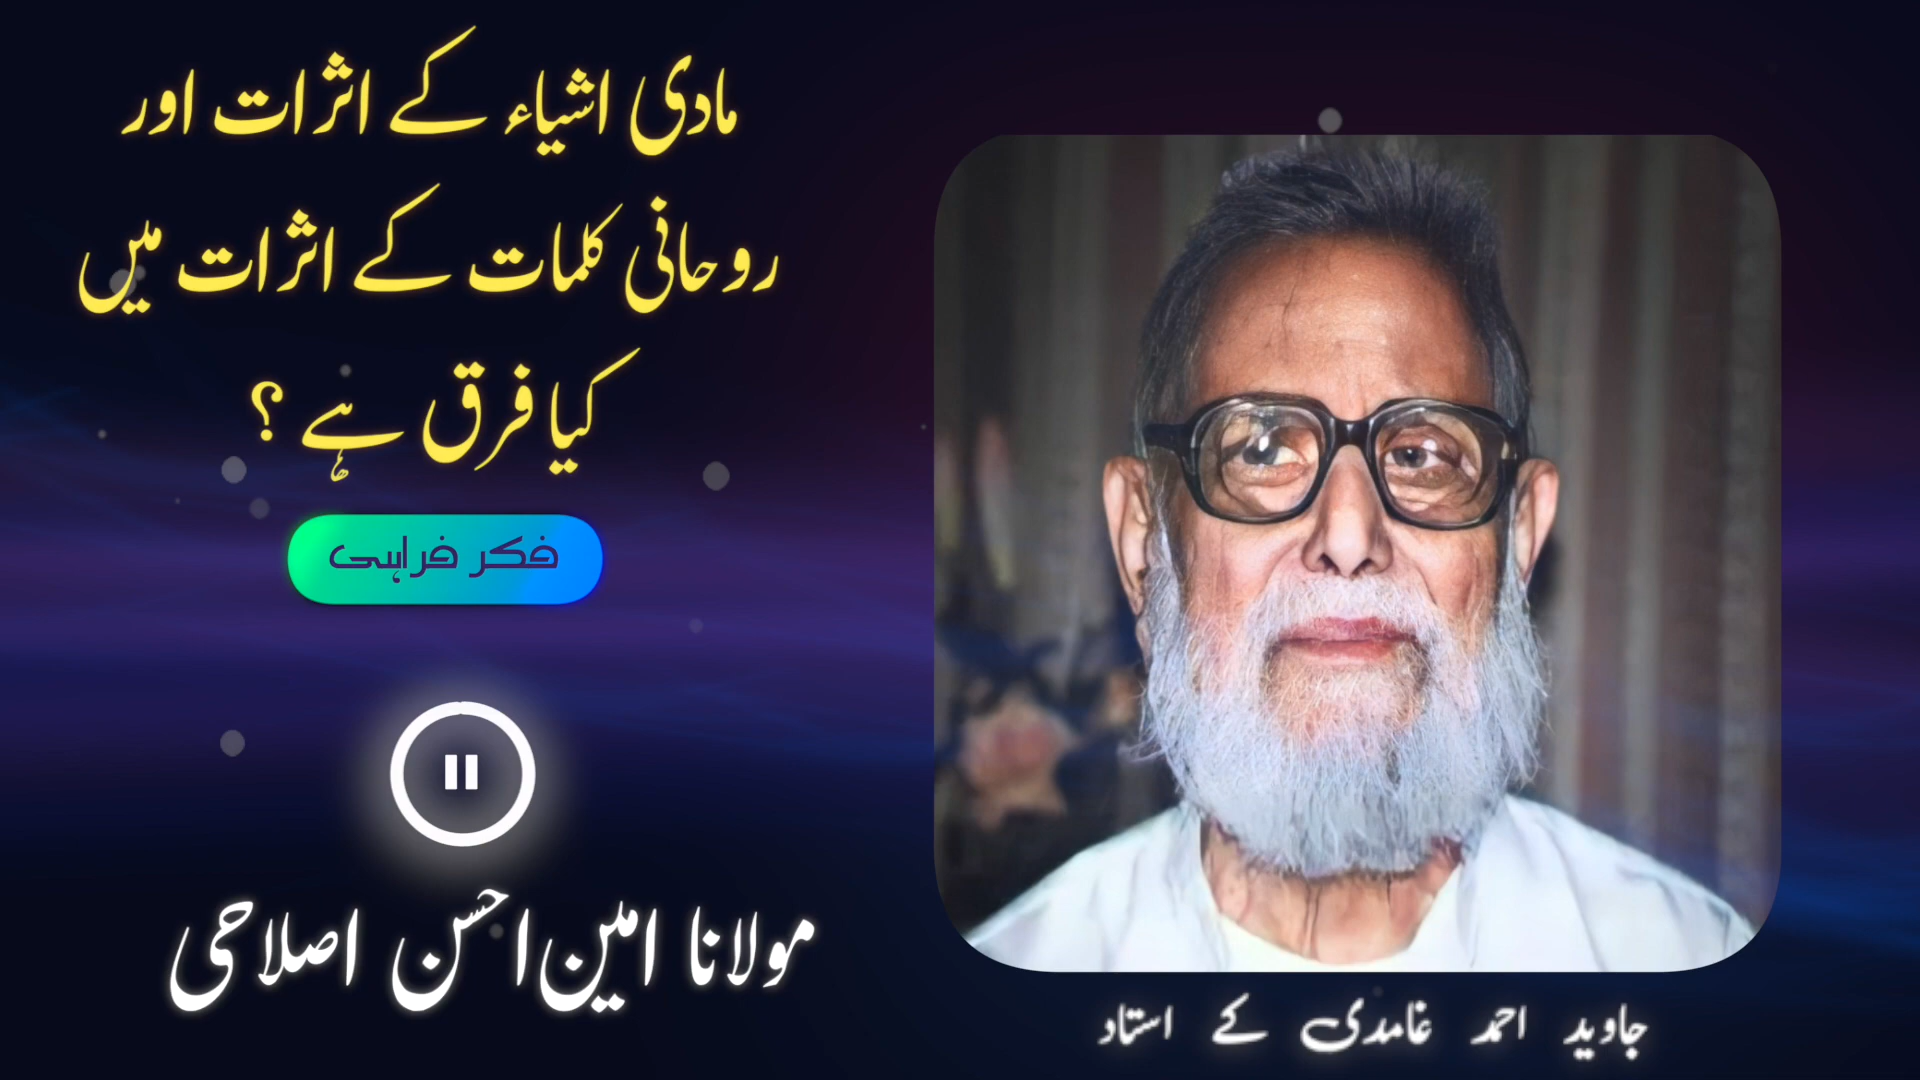 مادی اشیاء کے اثرات اور
روحانی کلمات کے اثرات میں
کیا فرق ہے ؟
فکر فراہی
مولانا امین احسن اصلاحی
جاوید احمد غامدی کے استاد